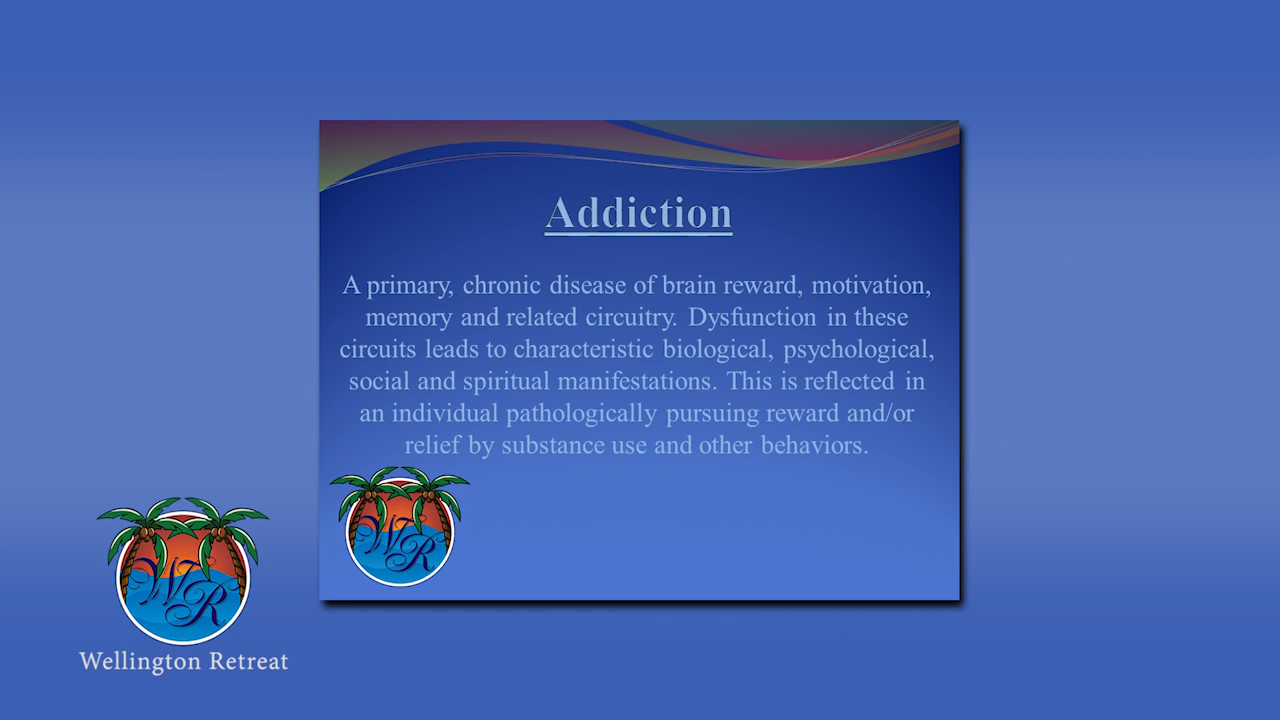 Addiction
A primary, chronic disease of brain reward, motivation,
memory and related circuitry. Dysfunction in these
circuits leads to characteristic biological, psychological,
social and spiritual manifestations. This is reflected in
an individual pathologically pursuing reward and/or
relief by substance use and other behaviors.
WR
WR
Wellington Retreat